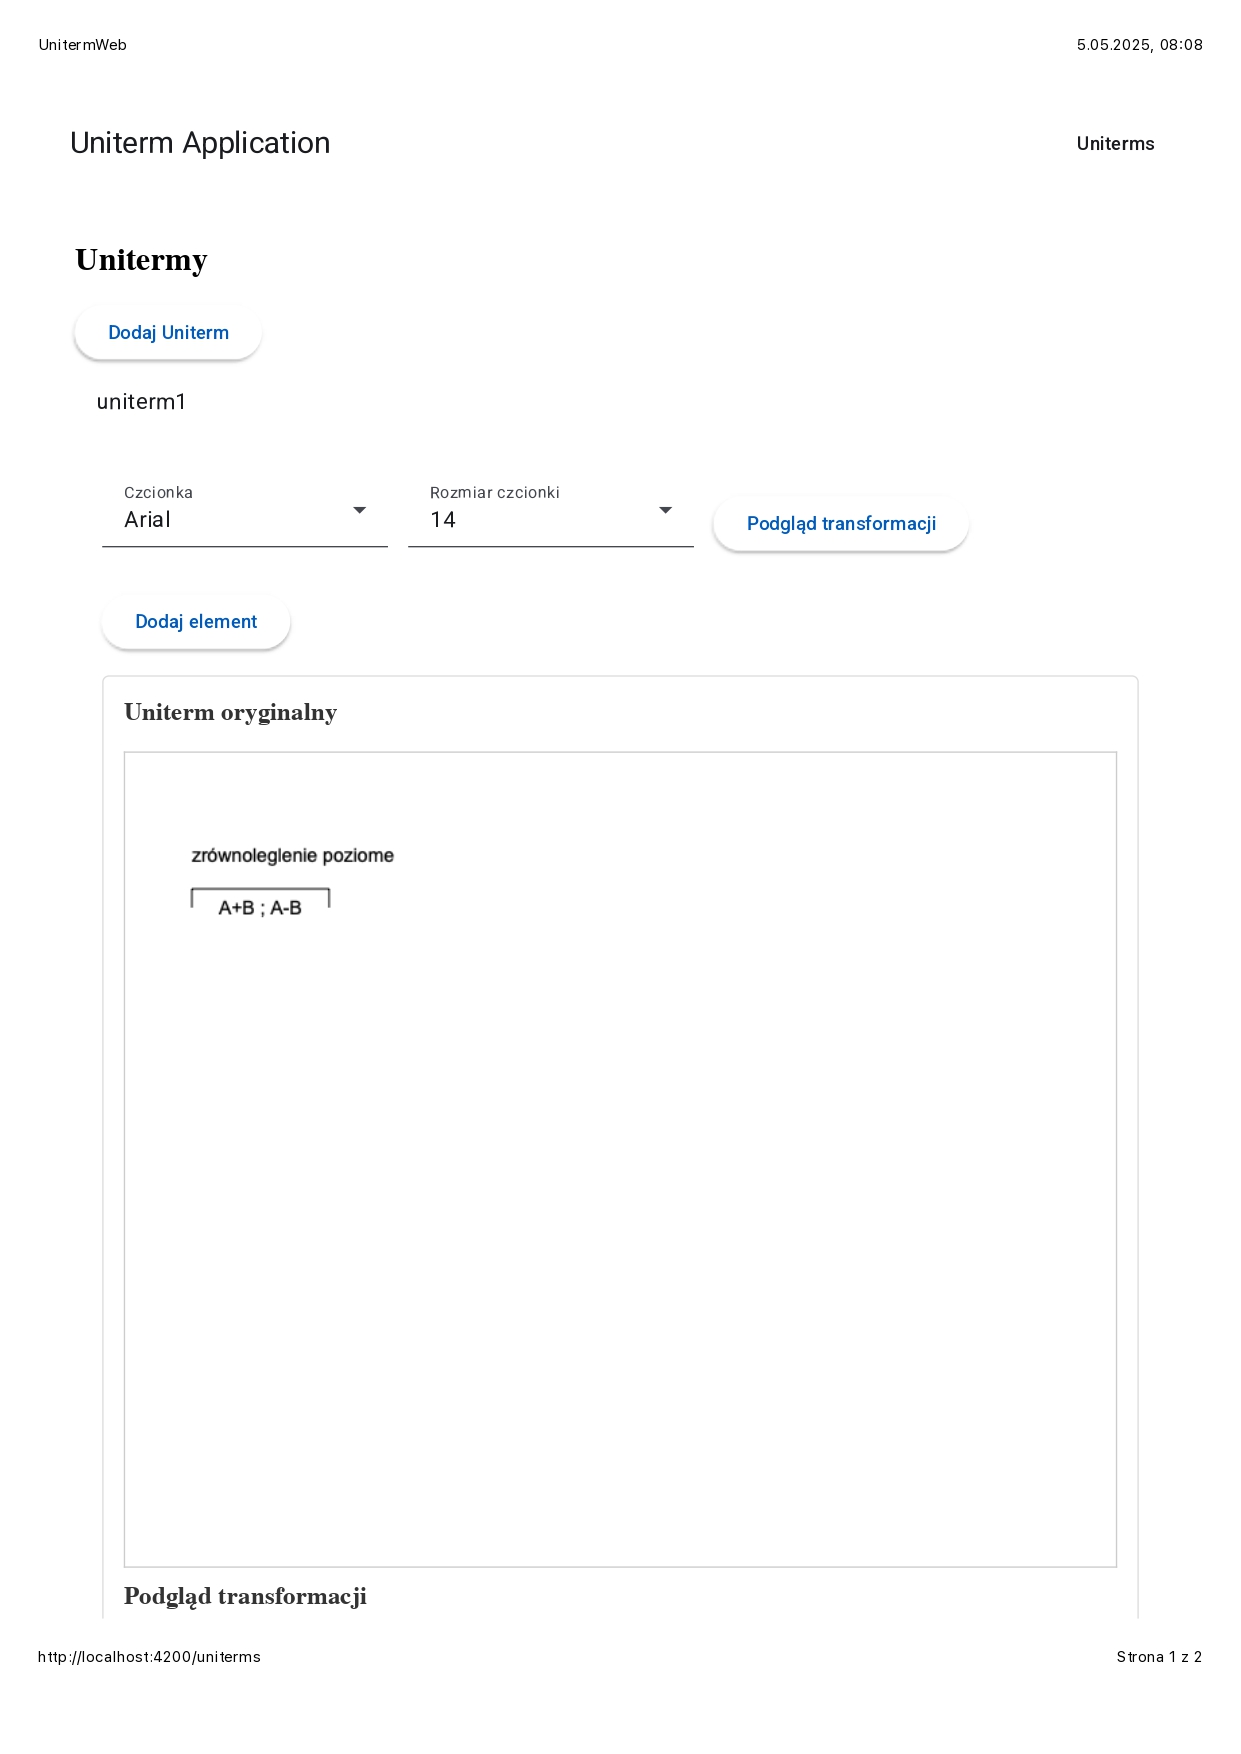 UnitermWeb 5.05.2025, 08:08
Uniterm Application Uniterms
Unitermy
Dodaj Uniterm
uniterm1
Czcionka Rozmiar czcionki
Arial 14 Podgląd transformacji
Dodaj element
Uniterm oryginalny
zrównoleglenie poziome
A+B ; A-B
Podgląd transformacji
http://localhost:4200/uniterms Strona 1 z 2